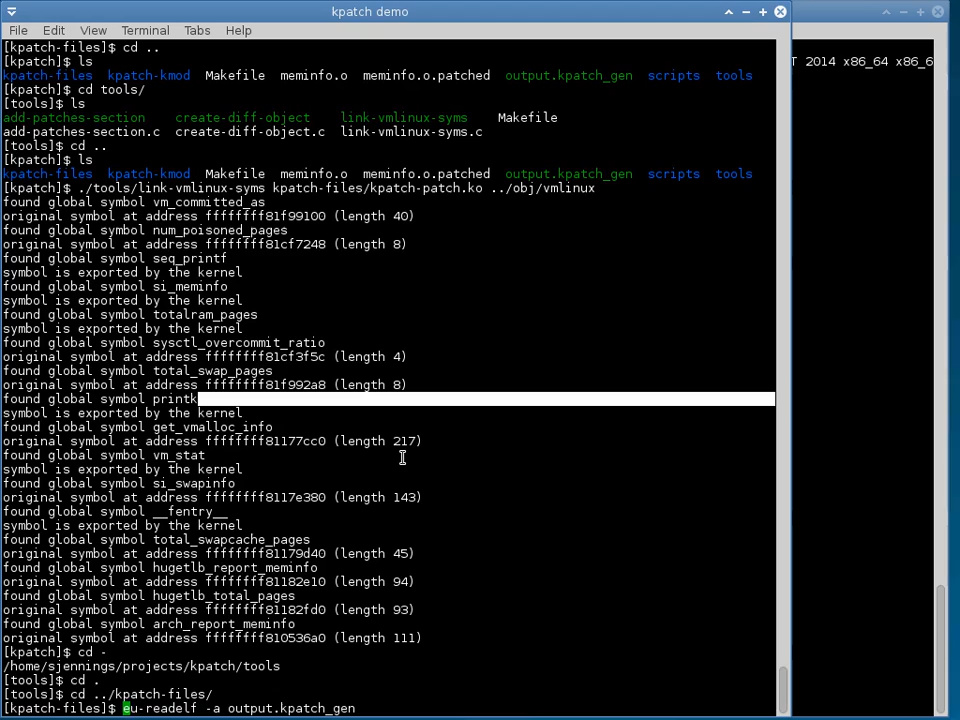 kpatch demo
File Edit View Terminal Tabs Help
[kpatch-files]$ cd ..
[kpatch]$ ls
kpatch-files kpatch-kmod Makefile meminfo.o meminfo.o.patched output.kpatch_gen scripts tools
[kpatch]$ cd tools/
[tools]$ ls
add-patches-section create-diff-object link-vmlinux-syms Makefile
add-patches-section.c create-diff-object.c link-vmlinux-syms.c
[tools]$ cd ..
[kpatch]$ ls
kpatch-files kpatch-kmod Makefile meminfo.o meminfo.o.patched output.kpatch_gen scripts tools
[kpatch]$ ./tools/link-vmlinux-syms kpatch-files/kpatch-patch.ko ../obj/vmlinux
found global symbol vm_committed_as
original symbol at address ffffffff81f99100 (length 40)
found global symbol num_poisoned_pages
original symbol at address ffffffff81cf7248 (length 8)
found global symbol seq_printf
symbol is exported by the kernel
found global symbol si_meminfo
symbol is exported by the kernel
found global symbol totalram_pages
symbol is exported by the kernel
found global symbol sysctl_overcommit_ratio
original symbol at address ffffffff81cf3f5c (length 4)
found global symbol total_swap_pages
original symbol at address ffffffff81f992a8 (length 8)
found global symbol printk
symbol is exported by the kernel
found global symbol get_vmalloc_info
original symbol at address ffffffff81177cc0 (length 217)
found global symbol vm_stat
symbol is exported by the kernel
found global symbol si_swapinfo
original symbol at address ffffffff8117e380 (length 143)
found global symbol __fentry__
symbol is exported by the kernel
found global symbol total_swapcache_pages
original symbol at address ffffffff81179d40 (length 45)
found global symbol hugetlb_report_meminfo
original symbol at address ffffffff81182e10 (length 94)
found global symbol hugetlb_total_pages
original symbol at address ffffffff81182fd0 (length 93)
found global symbol arch_report_meminfo
original symbol at address ffffffff810536a0 (length 111)
[kpatch]$ cd -
/home/sjennings/projects/kpatch/tools
[tools]$ cd .
[tools]$ cd ../kpatch-files/
[kpatch-files]$ eu-readelf -a output.kpatch_gen
T 2014 x86_64 x86_6